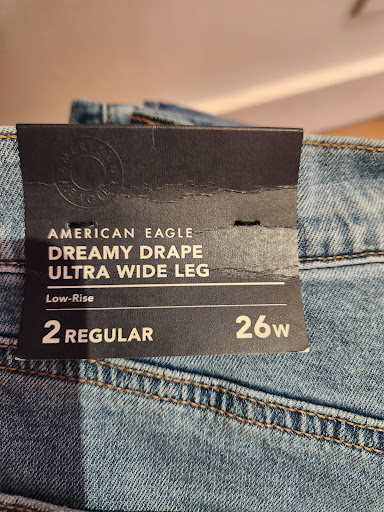 AMERICAN EAGLE
DREAMY DRAPE
ULTRA WIDE LEG
Low-Rise
2 REGULAR 26W